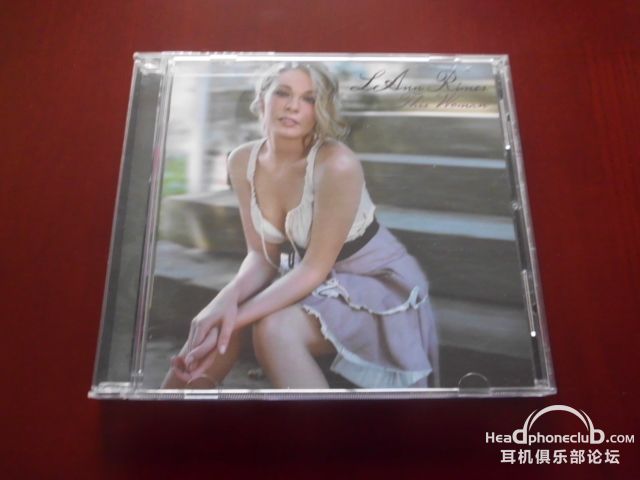 LeAnn Rimes
This Woman
HeadphoneclUb.com
耳机俱乐部论坛